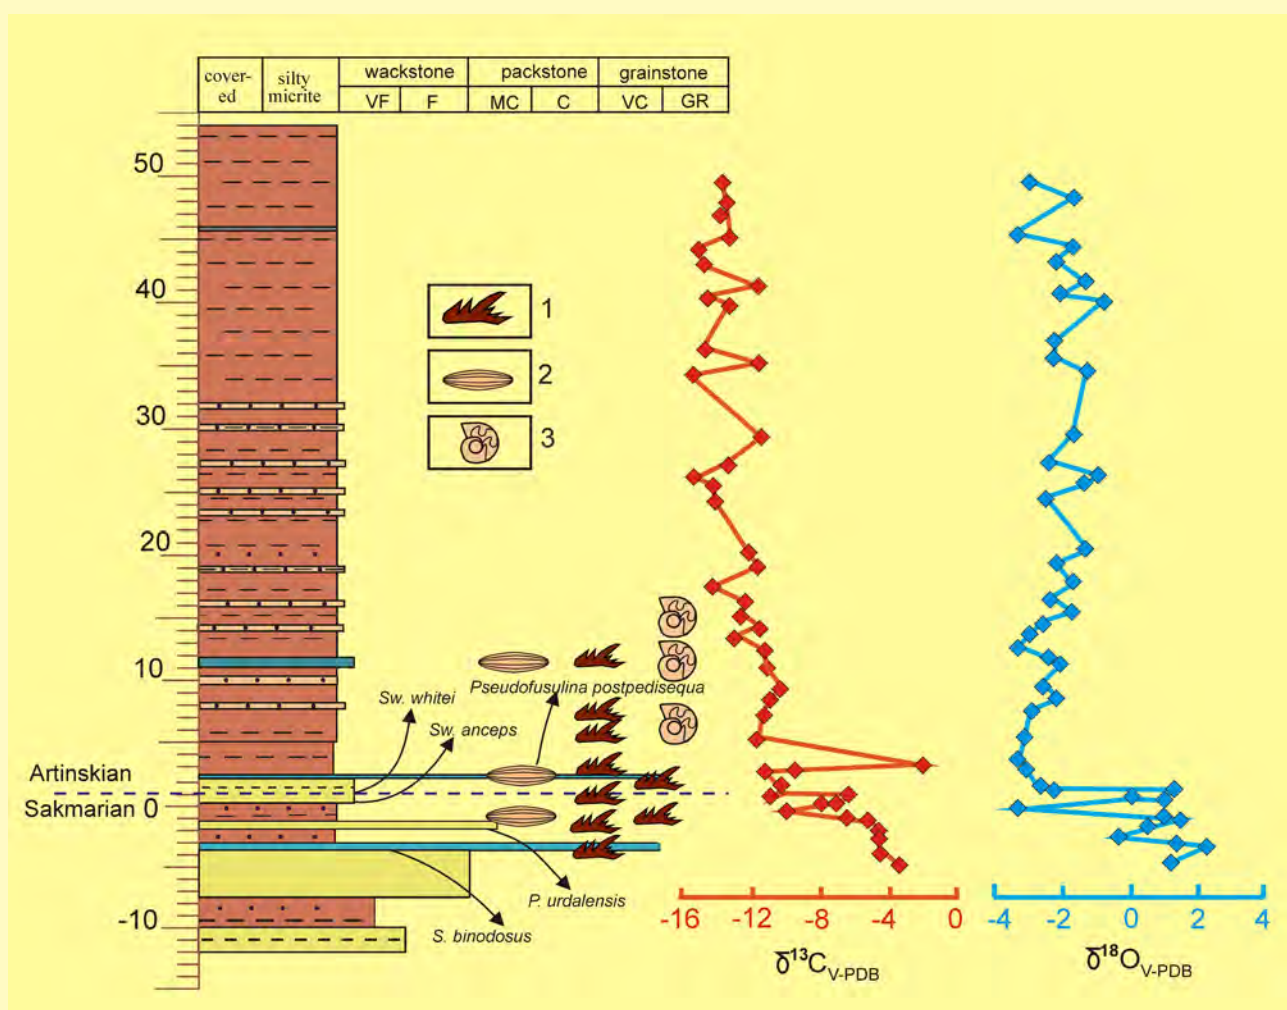 cover-
ed
silty
micrite
wackstone
packstone
grainstone
VF
F
MC
C
VC
GR
50
40
1
2
30
3
20
10
Pseudofusulina postpedisequa
Sw. whitei
Sw. anceps
Artinskian
Sakmarian 0
P. urdalensis
-10
S. binodosus
-16 -12 -8 -4 0
-4 -2 0 2 4
δ¹³C V-PDB
δ¹⁸O V-PDB